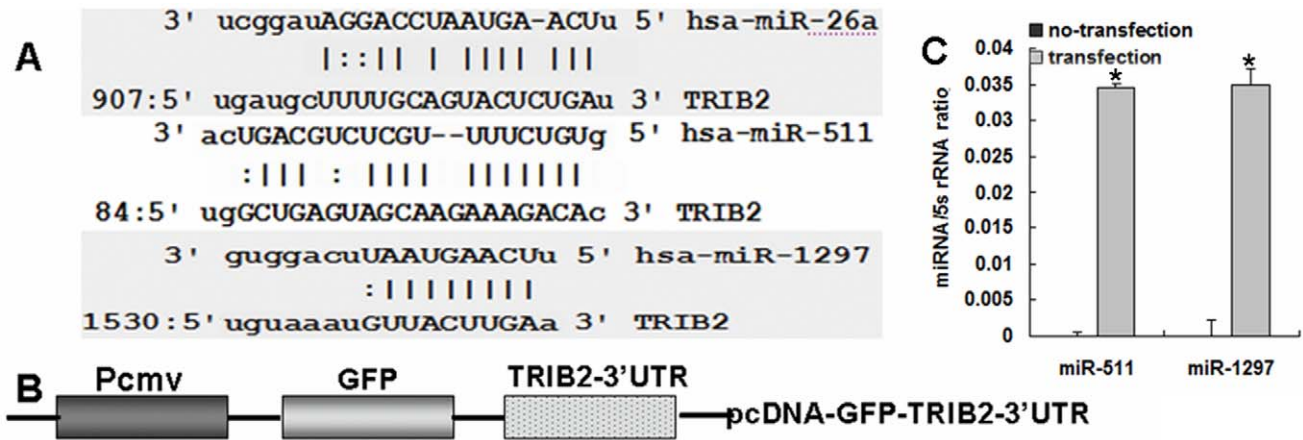 A
3' ucggauAGGACCUAAUGA-ACUu 5' hsa-miR-26a
|::|| | |||| |||
907:5' ugaugcUUUUGCAGUACUCUGAu 3' TRIB2
3' acUGACGUCUCGU--UUUCUGUg 5' hsa-miR-511
:||| : |||| |||||||
84:5' ugGCUGAGUAGCAAGAAAGACAc 3' TRIB2
3' guggacuUAAUGAACUu 5' hsa-miR-1297
:||||||||
1530:5' uguaaauGUUACUUGAa 3' TRIB2
B
Pcmv GFP TRIB2-3'UTR
pcDNA-GFP-TRIB2-3'UTR
C
no-transfection
transfection
miRNA/5s rRNA ratio
0.04
0.035
0.03
0.025
0.02
0.015
0.01
0.005
0
* *
miR-511 miR-1297